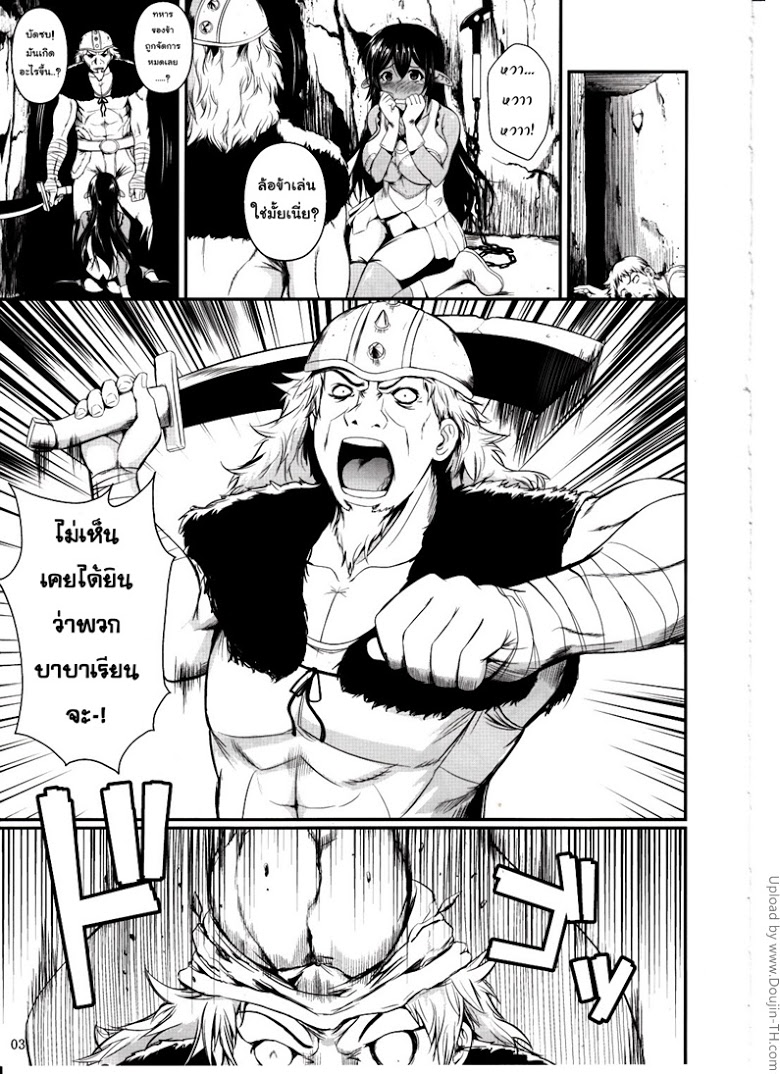 หวา...
หวาา
หวาา!
ทหาร
ของข้า
ถูกจัดการ
หมดเลย
.....?
ล้อข้าเล่น
ใช่มั้ยเนี่ย?
บัดซบ!
มันเกิด
อะไรขึ้น..?
ไม่เห็น
เคยได้ยิน
ว่าพวก
บาบาเรียน
จะ-!
ゴッ
ドゴ
03
Upload by www.Doujin-TH.com